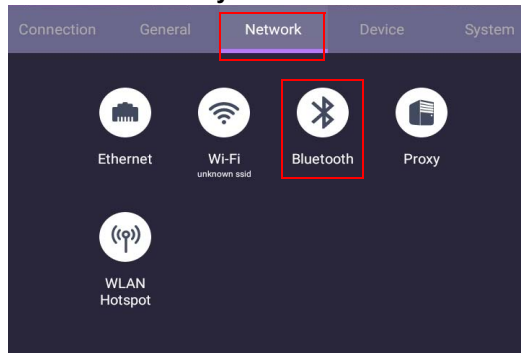 Connection General Network Device System
Ethernet Wi-Fi Bluetooth Proxy
unknown ssid
WLAN
Hotspot